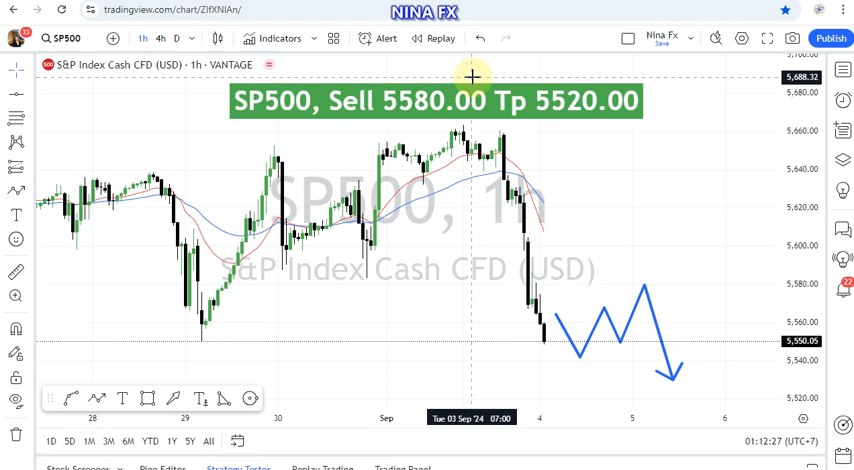 NINA FX
tradingview.com/chart/ZIfXNIAn/
33
SP500 1h 4h D Indicators Alert Replay Nina Fx Save Publish
500 S&P Index Cash CFD (USD) · 1h · VANTAGE
SP500, Sell 5580.00 Tp 5520.00
5,700.00
5,688.32
5,680.00
5,660.00
5,640.00
5,620.00
5,600.00
5,580.00
5,560.00
5,550.05
5,540.00
5,520.00
SP500, 1h
S&P Index Cash CFD (USD)
22
28 29 30 Sep Tue 03 Sep '24 07:00 4 5 6
1D 5D 1M 3M 6M YTD 1Y 5Y All 01:12:27 (UTC+7)
Stock Screener Pine Editor Strategy Tester Replay Trading Trading Panel